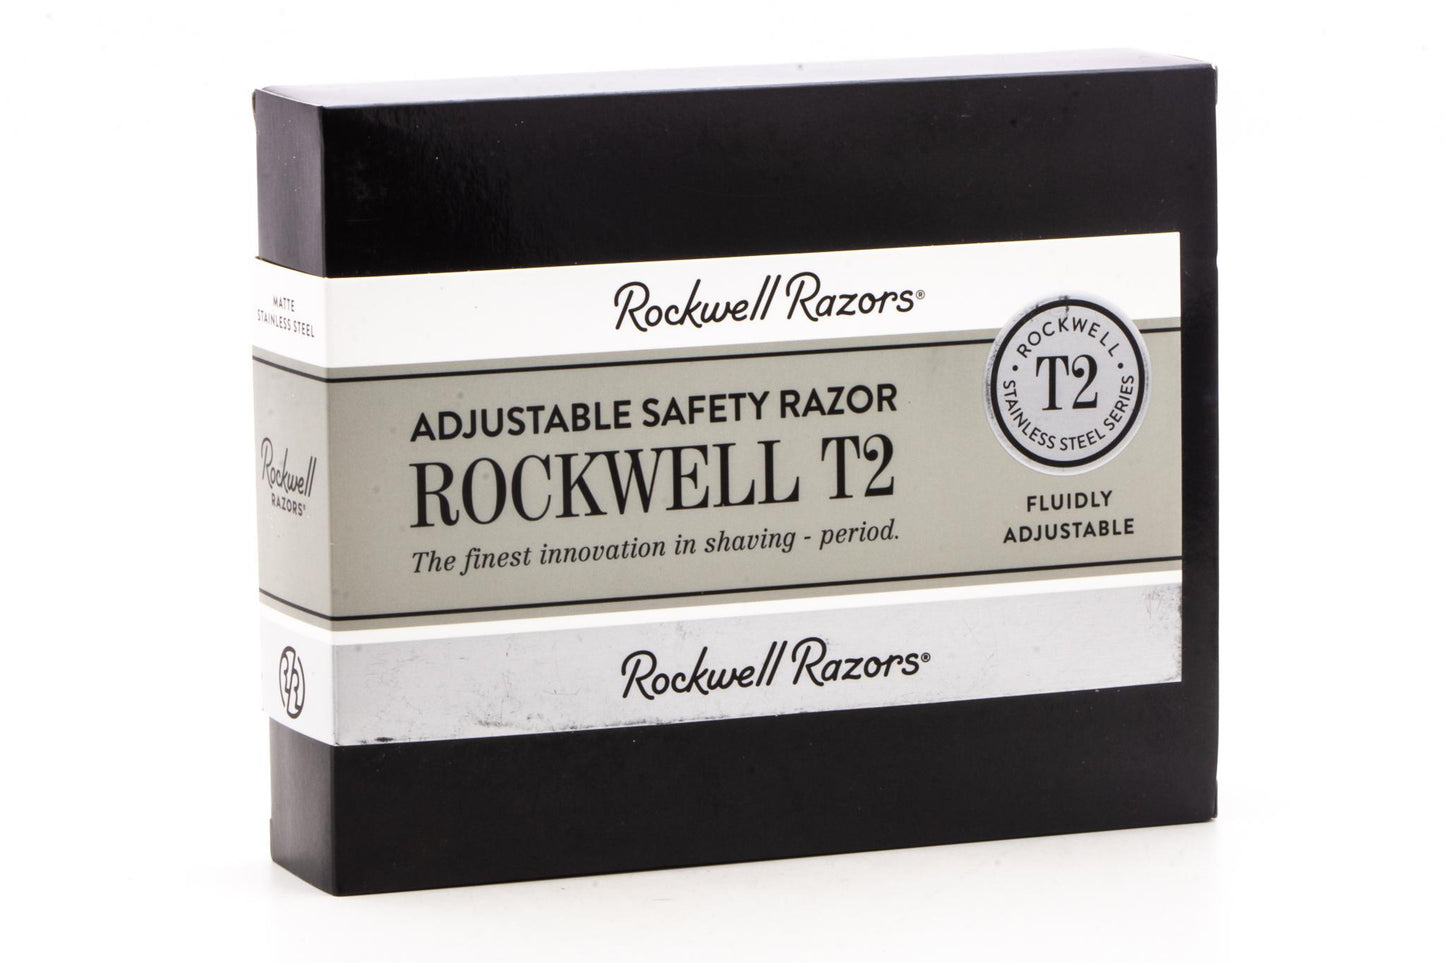 MATTE
STAINLESS STEEL
Rockwell
RAZORS®
Rockwell Razors®
ADJUSTABLE SAFETY RAZOR
ROCKWELL T2
The finest innovation in shaving - period.
• ROCKWELL •
T2
STAINLESS STEEL SERIES
FLUIDLY
ADJUSTABLE
Rockwell Razors®